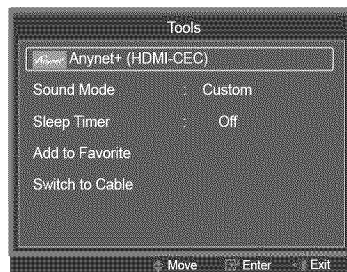 Tools
Anynet+ (HDMI-CEC)
Sound Mode : Custom
Sleep Timer : Off
Add to Favorite
Switch to Cable
Move Enter Exit